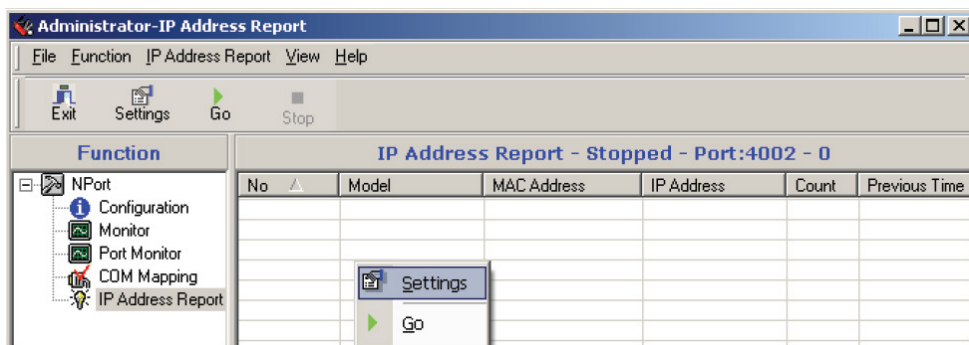 Administrator-IP Address Report
File Function IP Address Report View Help
Exit Settings Go Stop
Function
IP Address Report - Stopped - Port:4002 - 0
NPort
Configuration
Monitor
Port Monitor
COM Mapping
IP Address Report
No Model MAC Address IP Address Count Previous Time
Settings
Go